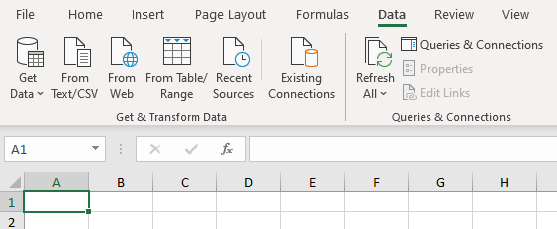 File Home Insert Page Layout Formulas Data Review View
Get Data From Text/CSV From Web From Table/ Range Recent Sources Existing Connections
Get & Transform Data
Refresh All Queries & Connections
Properties
Edit Links
Queries & Connections
A1 fx
A B C D E F G H
1
2